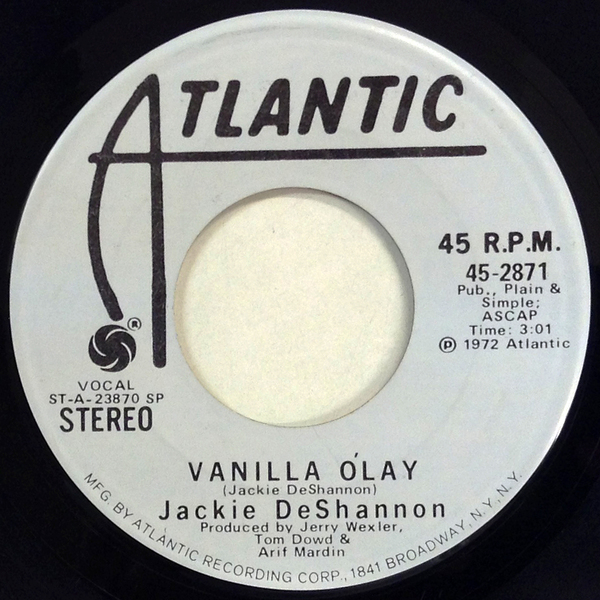 ATLANTIC
®
45 R.P.M.
45-2871
Pub., Plain &
Simple;
ASCAP
Time: 3:01
Ⓟ 1972 Atlantic
VOCAL
ST-A-23870 SP
STEREO
VANILLA O'LAY
(Jackie DeShannon)
Jackie DeShannon
Produced by Jerry Wexler,
Tom Dowd &
Arif Mardin
MFG. BY ATLANTIC RECORDING CORP., 1841 BROADWAY, N.Y., N.Y.